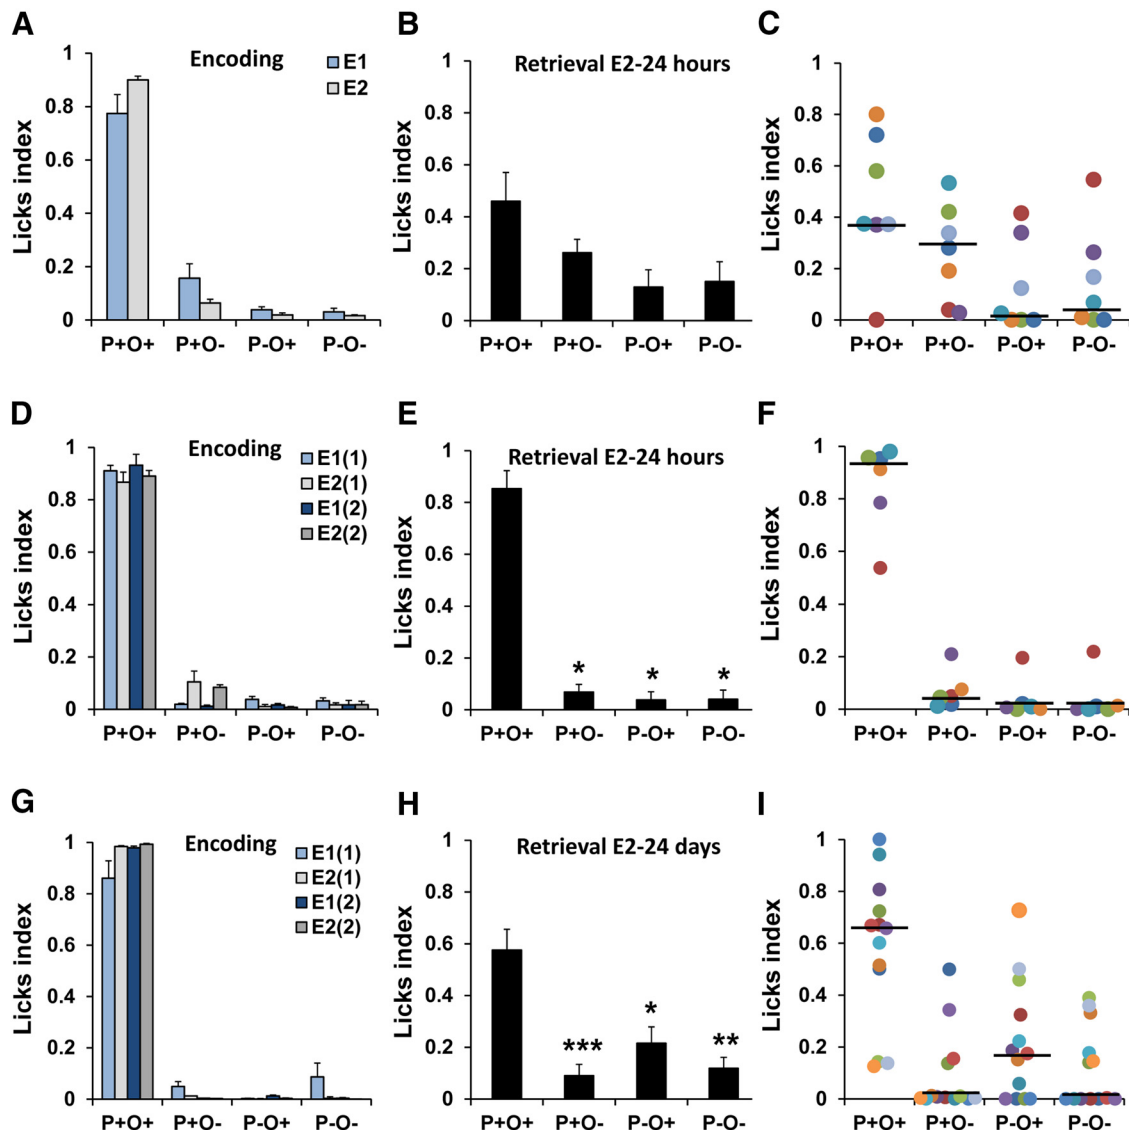 A
Encoding
E1
E2
Licks index
1
0.8
0.6
0.4
0.2
0
P+O+ P+O- P-O+ P-O-
B
Retrieval E2-24 hours
Licks index
1
0.8
0.6
0.4
0.2
0
P+O+ P+O- P-O+ P-O-
C
Licks index
1
0.8
0.6
0.4
0.2
0
P+O+ P+O- P-O+ P-O-
D
Encoding
E1(1)
E2(1)
E1(2)
E2(2)
Licks index
1
0.8
0.6
0.4
0.2
0
P+O+ P+O- P-O+ P-O-
E
Retrieval E2-24 hours
Licks index
1
0.8
0.6
0.4
0.2
0
* * *
P+O+ P+O- P-O+ P-O-
F
Licks index
1
0.8
0.6
0.4
0.2
0
P+O+ P+O- P-O+ P-O-
G
Encoding
E1(1)
E2(1)
E1(2)
E2(2)
Licks index
1
0.8
0.6
0.4
0.2
0
P+O+ P+O- P-O+ P-O-
H
Retrieval E2-24 days
Licks index
1
0.8
0.6
0.4
0.2
0
*** * **
P+O+ P+O- P-O+ P-O-
I
Licks index
1
0.8
0.6
0.4
0.2
0
P+O+ P+O- P-O+ P-O-